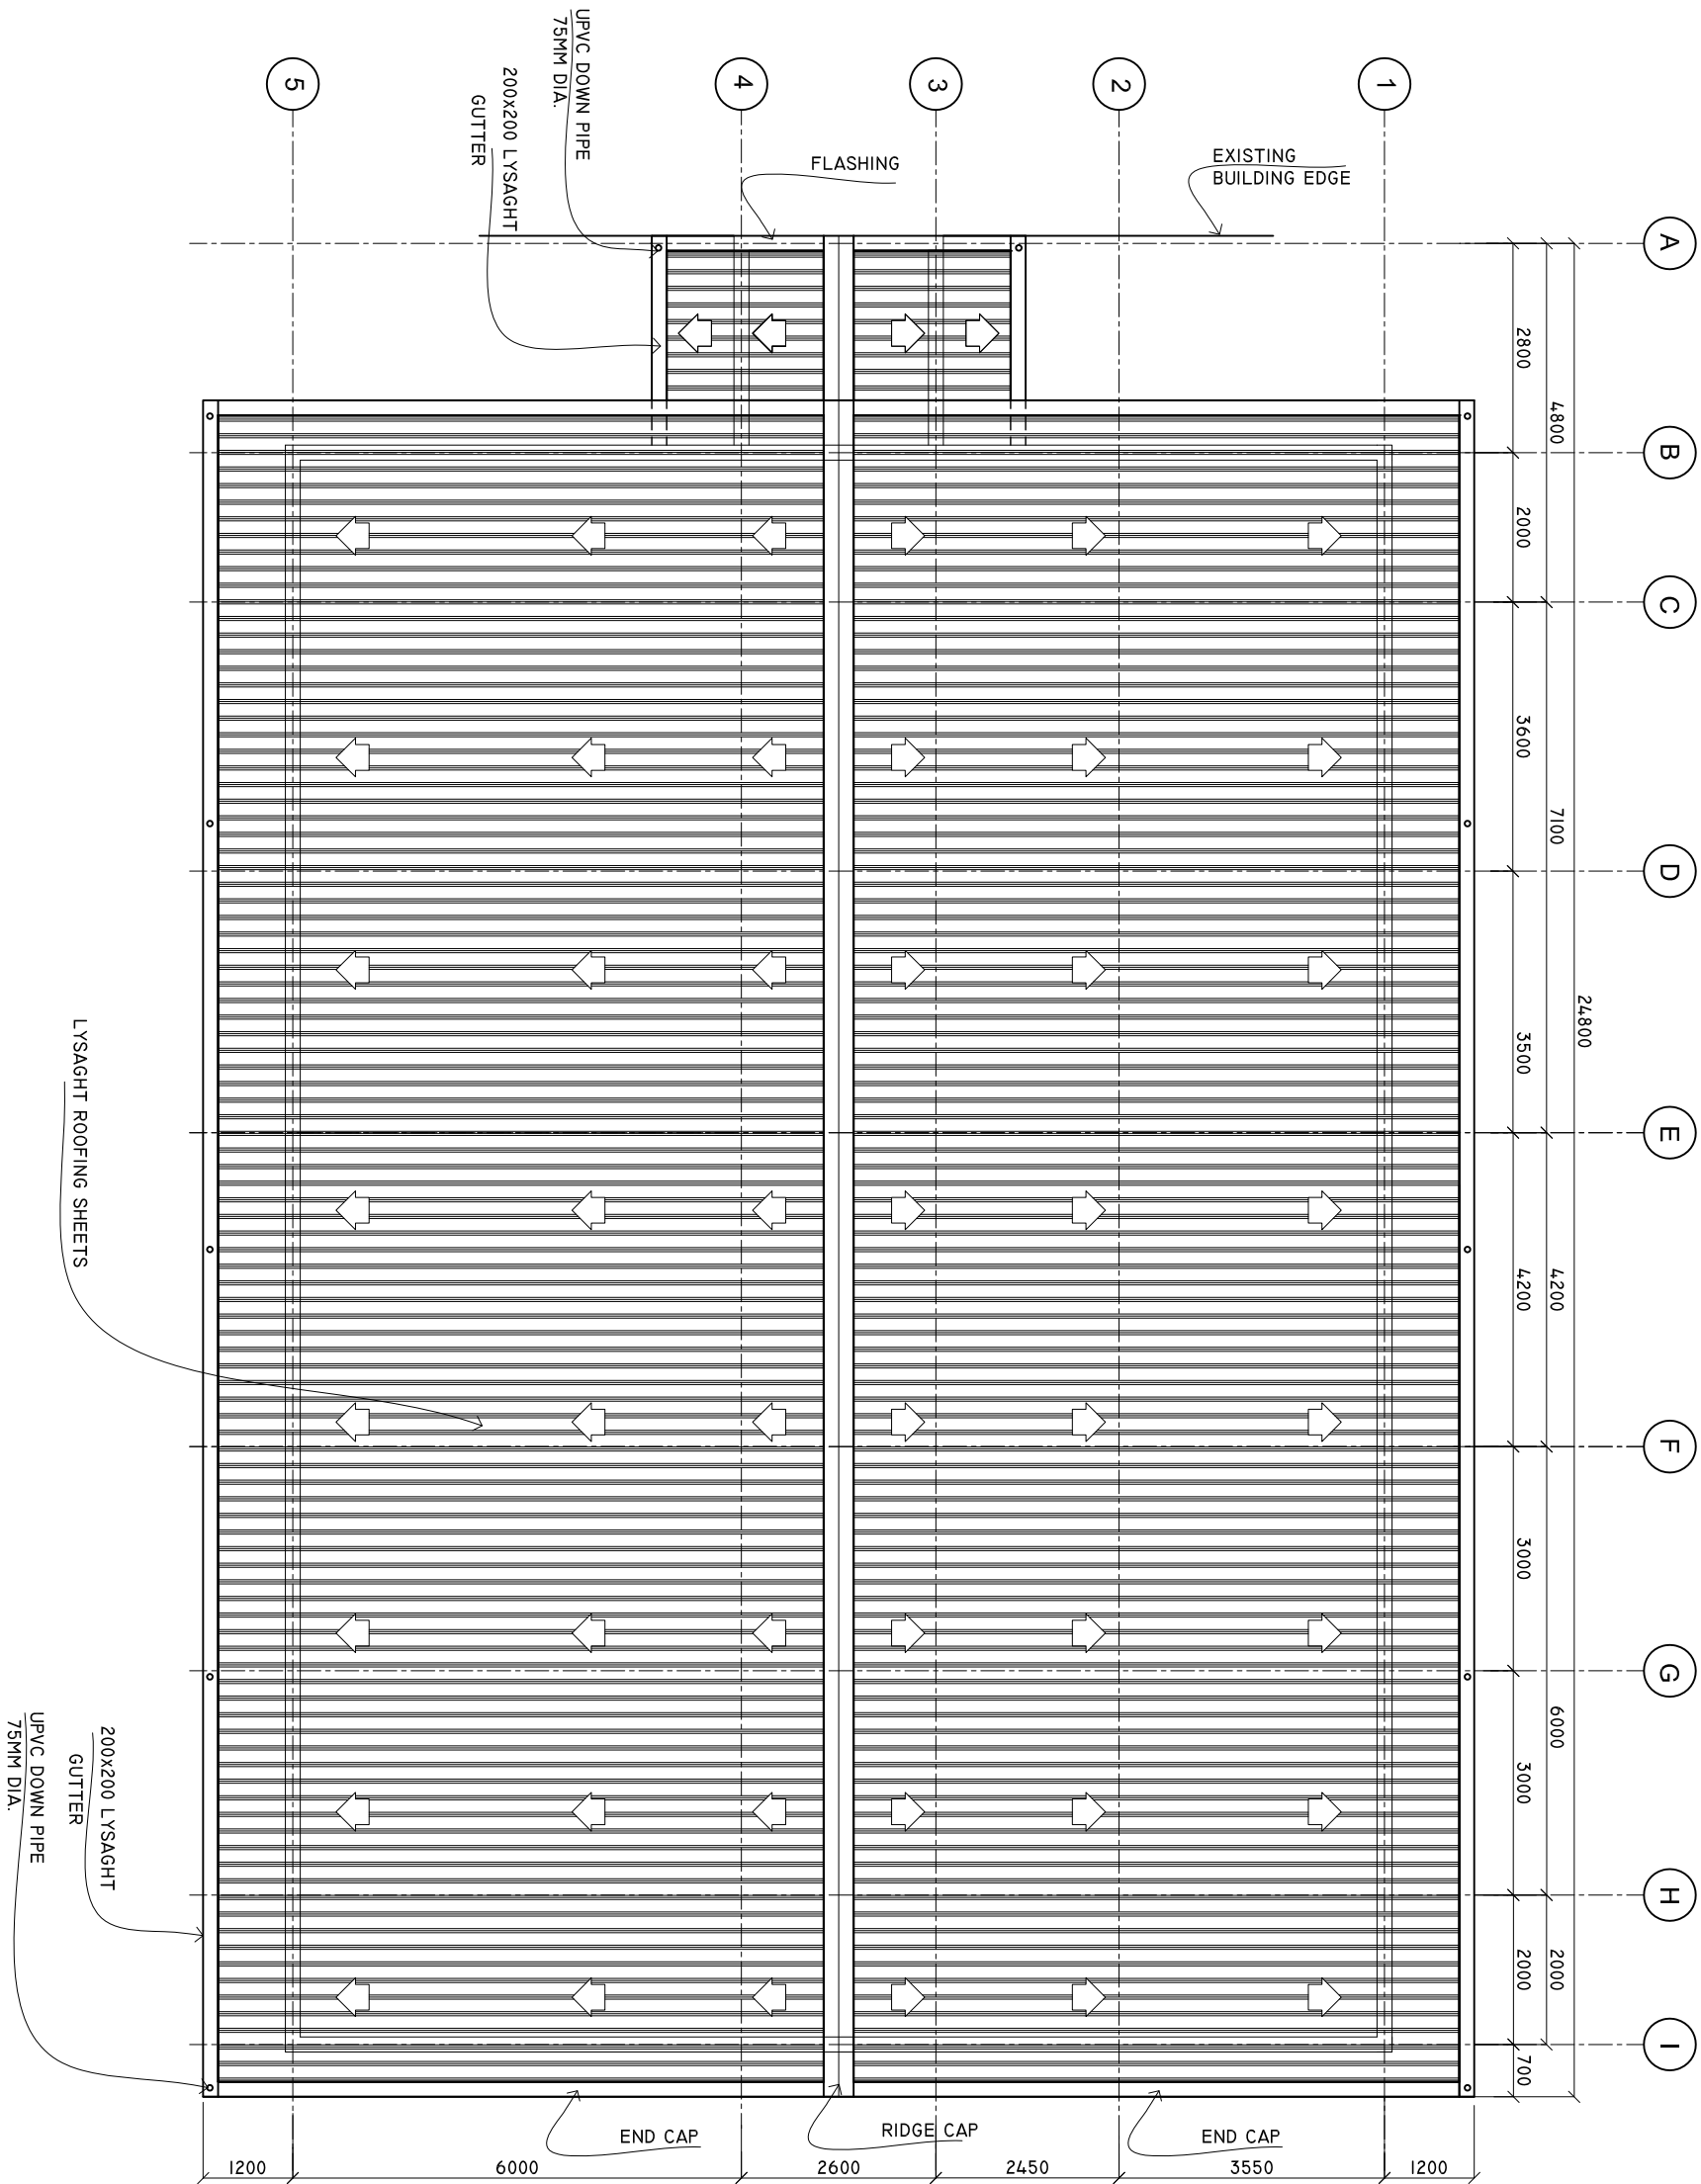 5
4
3
2
1
A
B
C
D
E
F
G
H
I
UPVC DOWN PIPE
75MM DIA.
200x200 LYSAGHT
GUTTER
FLASHING
EXISTING
BUILDING EDGE
2800
2000
3600
3500
4200
3000
3000
2000
700
4800
7100
4200
6000
2000
24800
LYSAGHT ROOFING SHEETS
200x200 LYSAGHT
GUTTER
UPVC DOWN PIPE
75MM DIA.
END CAP
RIDGE CAP
END CAP
1200
6000
2600
2450
3550
1200